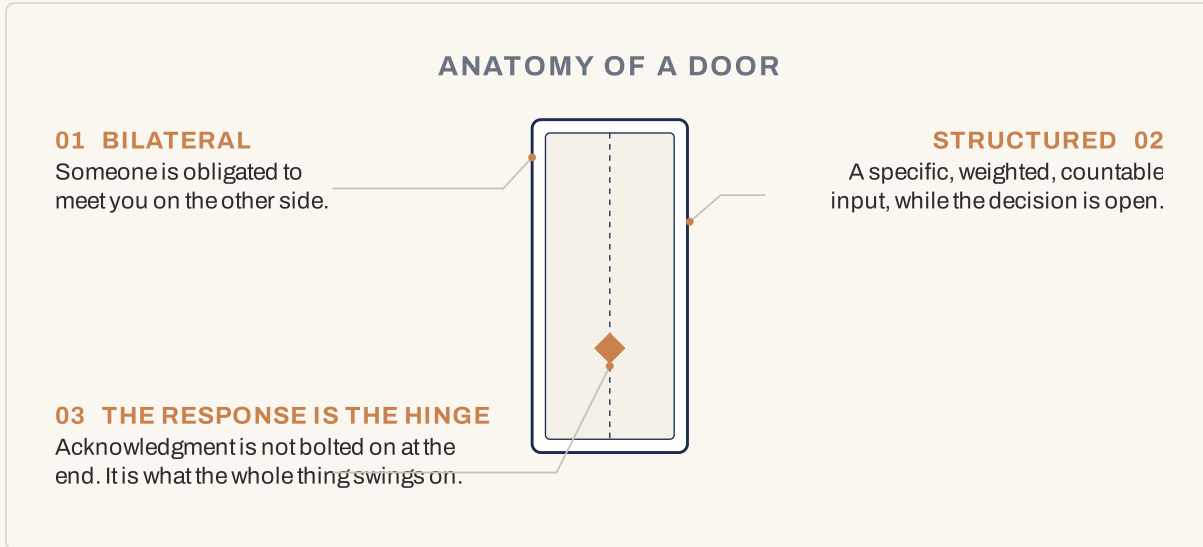 ANATOMY OF A DOOR
01 BILATERAL
Someone is obligated to
meet you on the other side.
STRUCTURED 02
A specific, weighted, countable
input, while the decision is open.
03 THE RESPONSE IS THE HINGE
Acknowledgment is not bolted on at the
end. It is what the whole thing swings on.